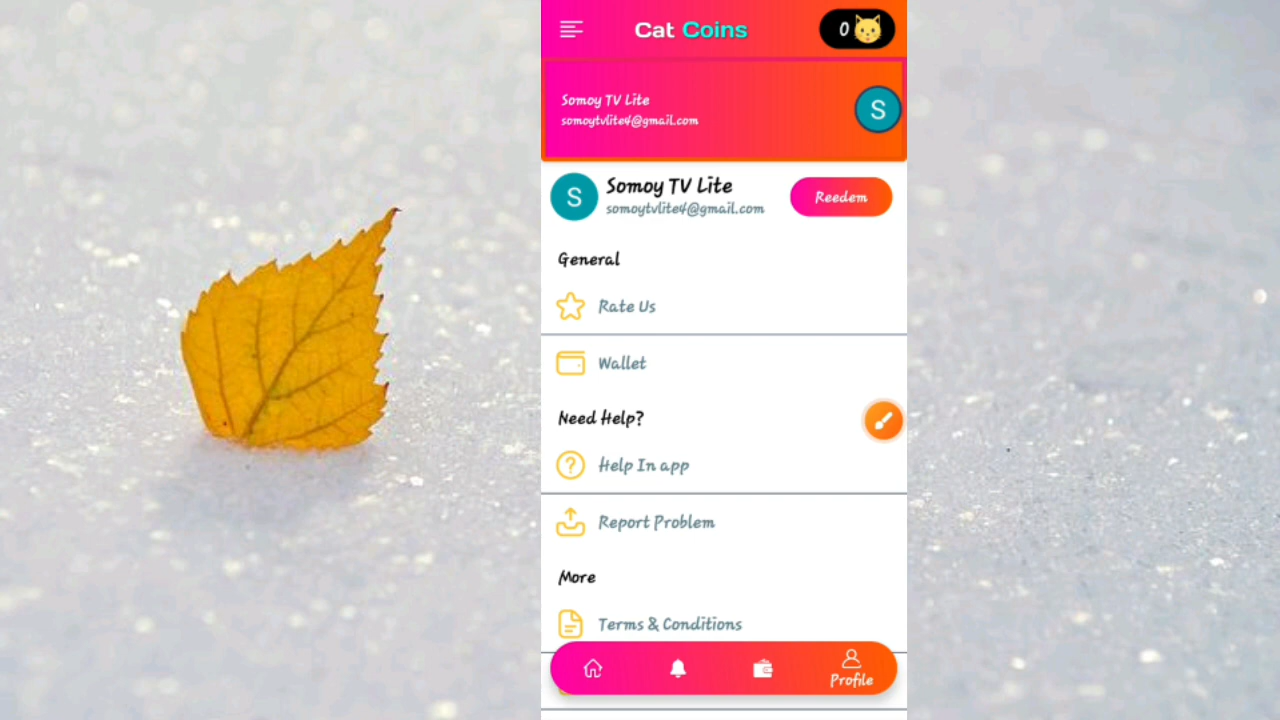 Cat Coins
0
Somoy TV Lite
somoytvlite4@gmail.com
S
S
Somoy TV Lite
somoytvlite4@gmail.com
Reedem
General
Rate Us
Wallet
Need Help?
Help In app
Report Problem
More
Terms & Conditions
Profile